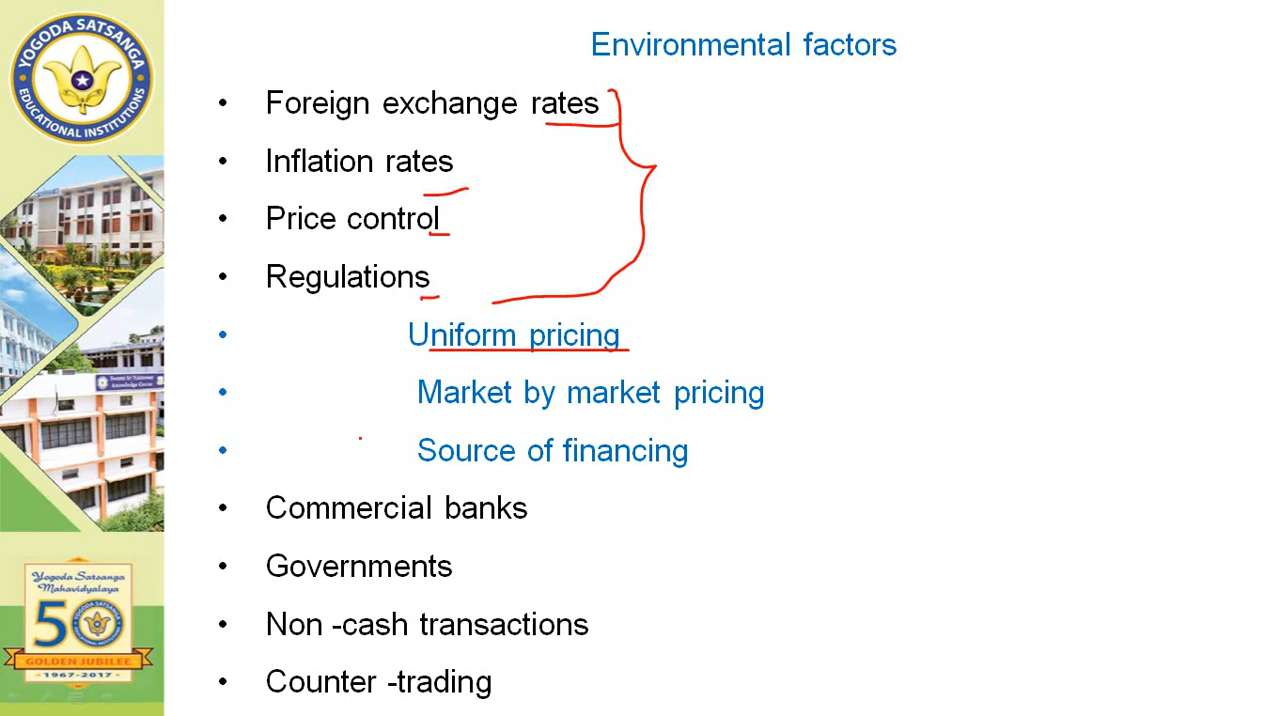 YOGODA SATSANGA
EDUCATIONAL INSTITUTIONS
Environmental factors
• Foreign exchange rates
• Inflation rates
• Price control
• Regulations
• Uniform pricing
• Market by market pricing
• Source of financing
• Commercial banks
• Governments
• Non -cash transactions
• Counter -trading
Yogoda Satsanga
Mahavidyalaya
50
GOLDEN JUBILEE
•1967-2017•